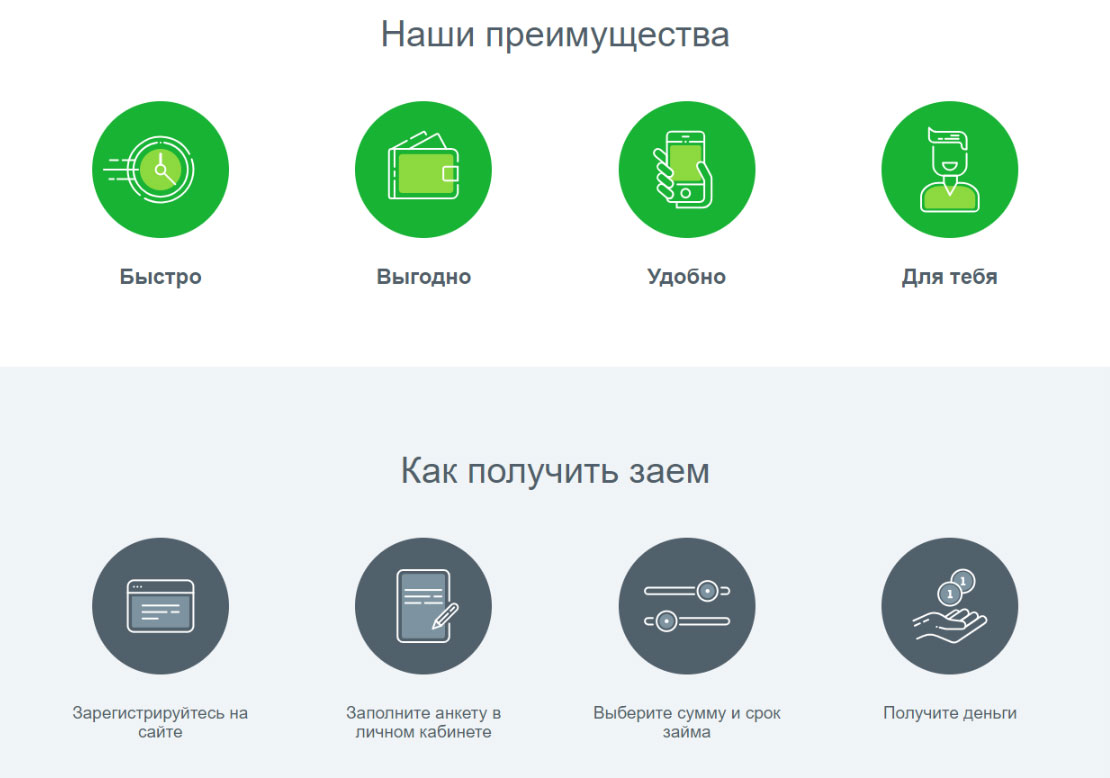 Наши преимущества
Быстро
Выгодно
Удобно
Для тебя
Как получить заем
1
1
Зарегистрируйтесь на
сайте
Заполните анкету в
личном кабинете
Выберите сумму и срок
займа
Получите деньги